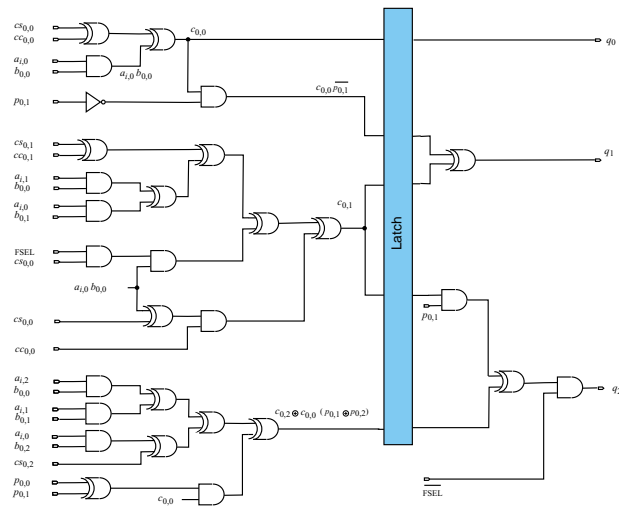 cs0,0
cc0,0
c0,0
q0
ai,0
b0,0
ai,0 b0,0
p0,1
c0,0 p̅0,1
cs0,1
cc0,1
q1
ai,1
b0,0
ai,0
b0,1
c0,1
FSEL
cs0,0
Latch
ai,0 b0,0
cs0,0
p0,1
cc0,0
ai,2
b0,0
q2
ai,1
b0,1
c0,2 ⊕ c0,0 (p0,1 ⊕ p0,2)
ai,0
b0,2
cs0,2
p0,0
p0,1
c0,0
F̅S̅E̅L̅